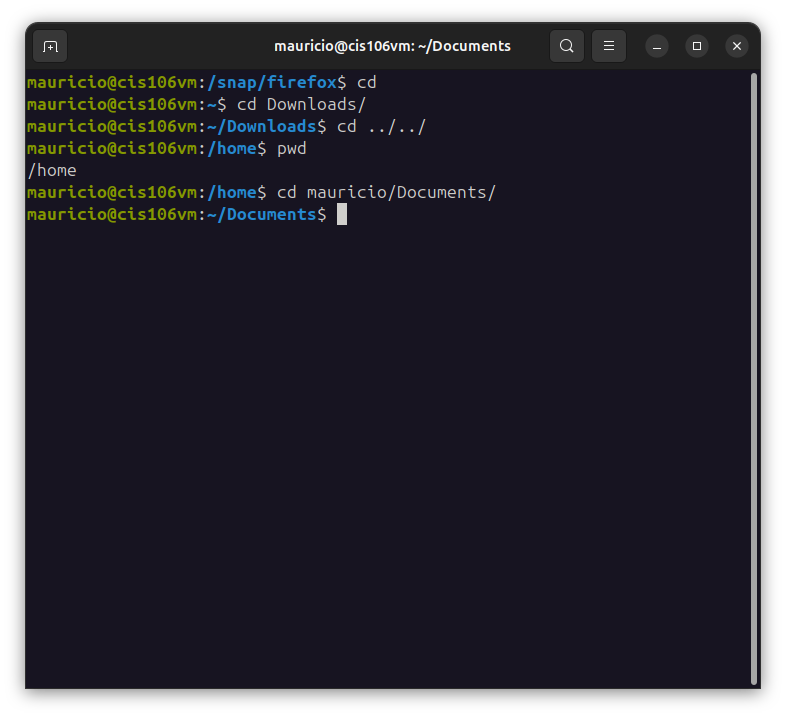 mauricio@cis106vm: ~/Documents
mauricio@cis106vm:/snap/firefox$ cd
mauricio@cis106vm:~$ cd Downloads/
mauricio@cis106vm:~/Downloads$ cd ../../
mauricio@cis106vm:/home$ pwd
/home
mauricio@cis106vm:/home$ cd mauricio/Documents/
mauricio@cis106vm:~/Documents$